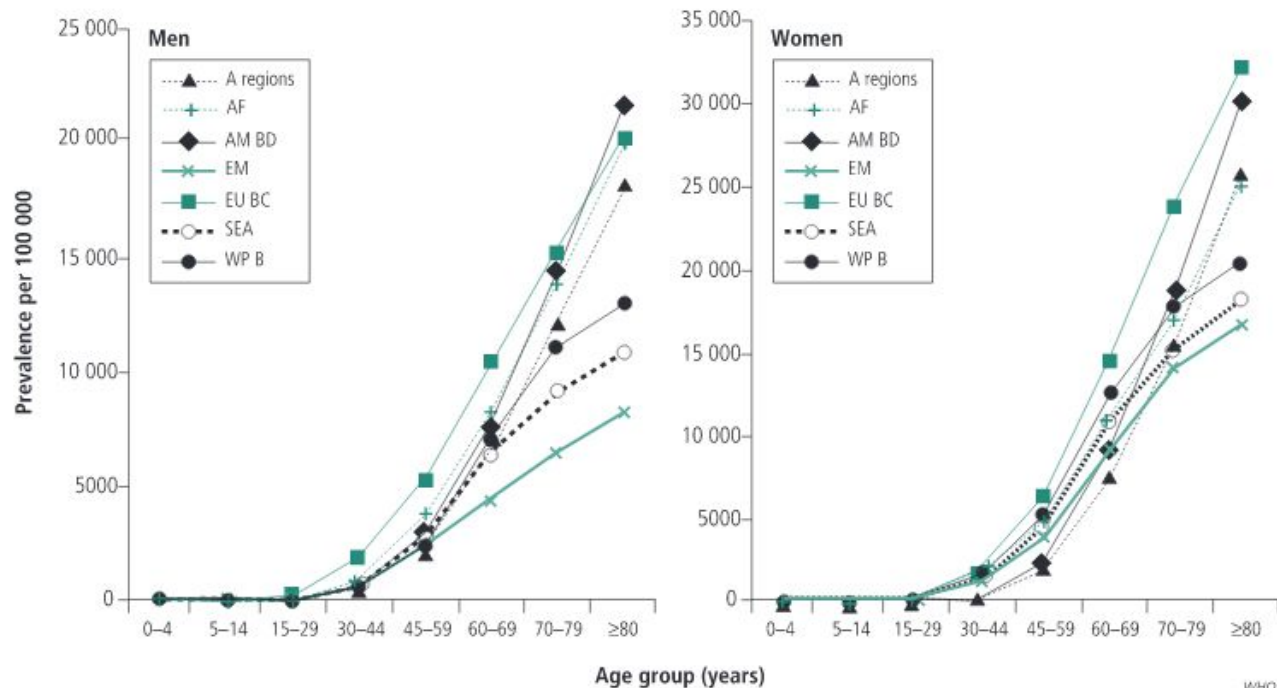 Men
25 000
20 000
15 000
10 000
5000
0
A regions
AF
AM BD
EM
EU BC
SEA
WP B
0–4
5–14
15–29
30–44
45–59
60–69
70–79
≥80
Prevalence per 100 000
Women
35 000
30 000
25 000
20 000
15 000
10 000
5000
0
A regions
AF
AM BD
EM
EU BC
SEA
WP B
0–4
5–14
15–29
30–44
45–59
60–69
70–79
≥80
Age group (years)